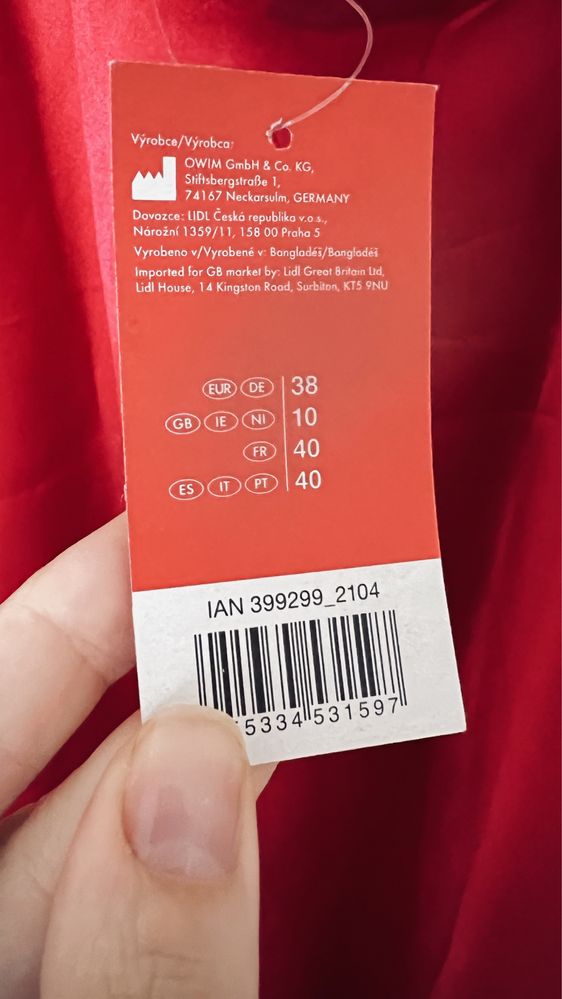 Výrobce/Výrobca:
OWIM GmbH & Co. KG,
Stiftsbergstraße 1,
74167 Neckarsulm, GERMANY
Dovozce: LIDL Česká republika v.o.s.,
Nárožní 1359/11, 158 00 Praha 5
Vyrobeno v/Vyrobené v: Bangladéš/Bangladéš
Imported for GB market by: Lidl Great Britain Ltd,
Lidl House, 14 Kingston Road, Surbiton, KT5 9NU
EUR DE 38
GB IE NI 10
FR 40
ES IT PT 40
IAN 399299_2104
5334 531597